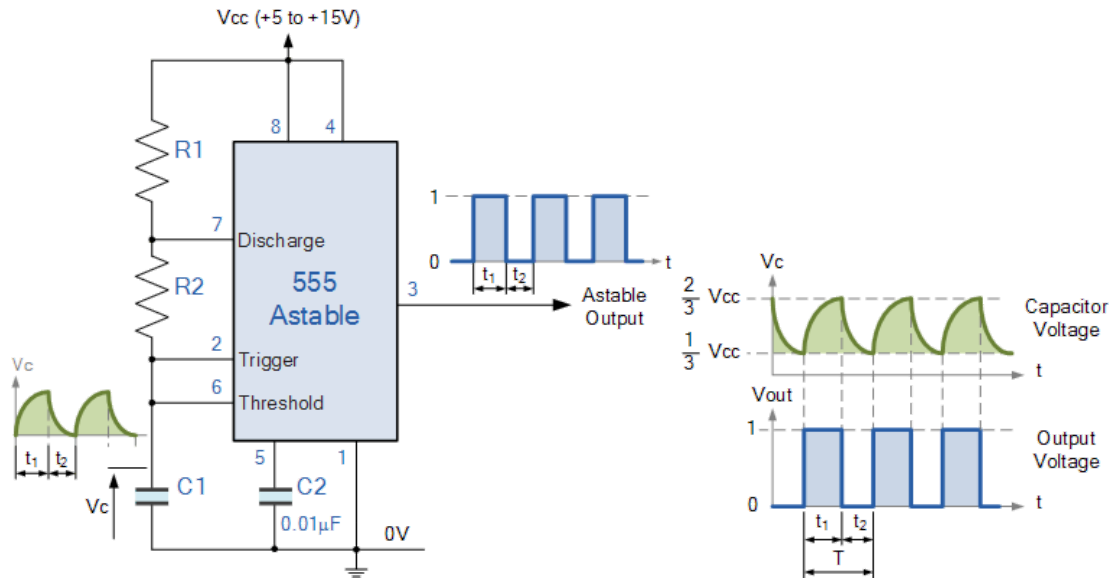 Vcc (+5 to +15V)
8
4
R1
7
Discharge
R2
555
Astable
3
Astable
Output
1
0
t₁
t₂
t
2
Trigger
6
Threshold
Vc
t₁
t₂
Vc
C1
5
C2
0.01µF
1
0V
Vc
2/3 Vcc
1/3 Vcc
Capacitor
Voltage
t
Vout
1
0
Output
Voltage
t
t₁
t₂
T